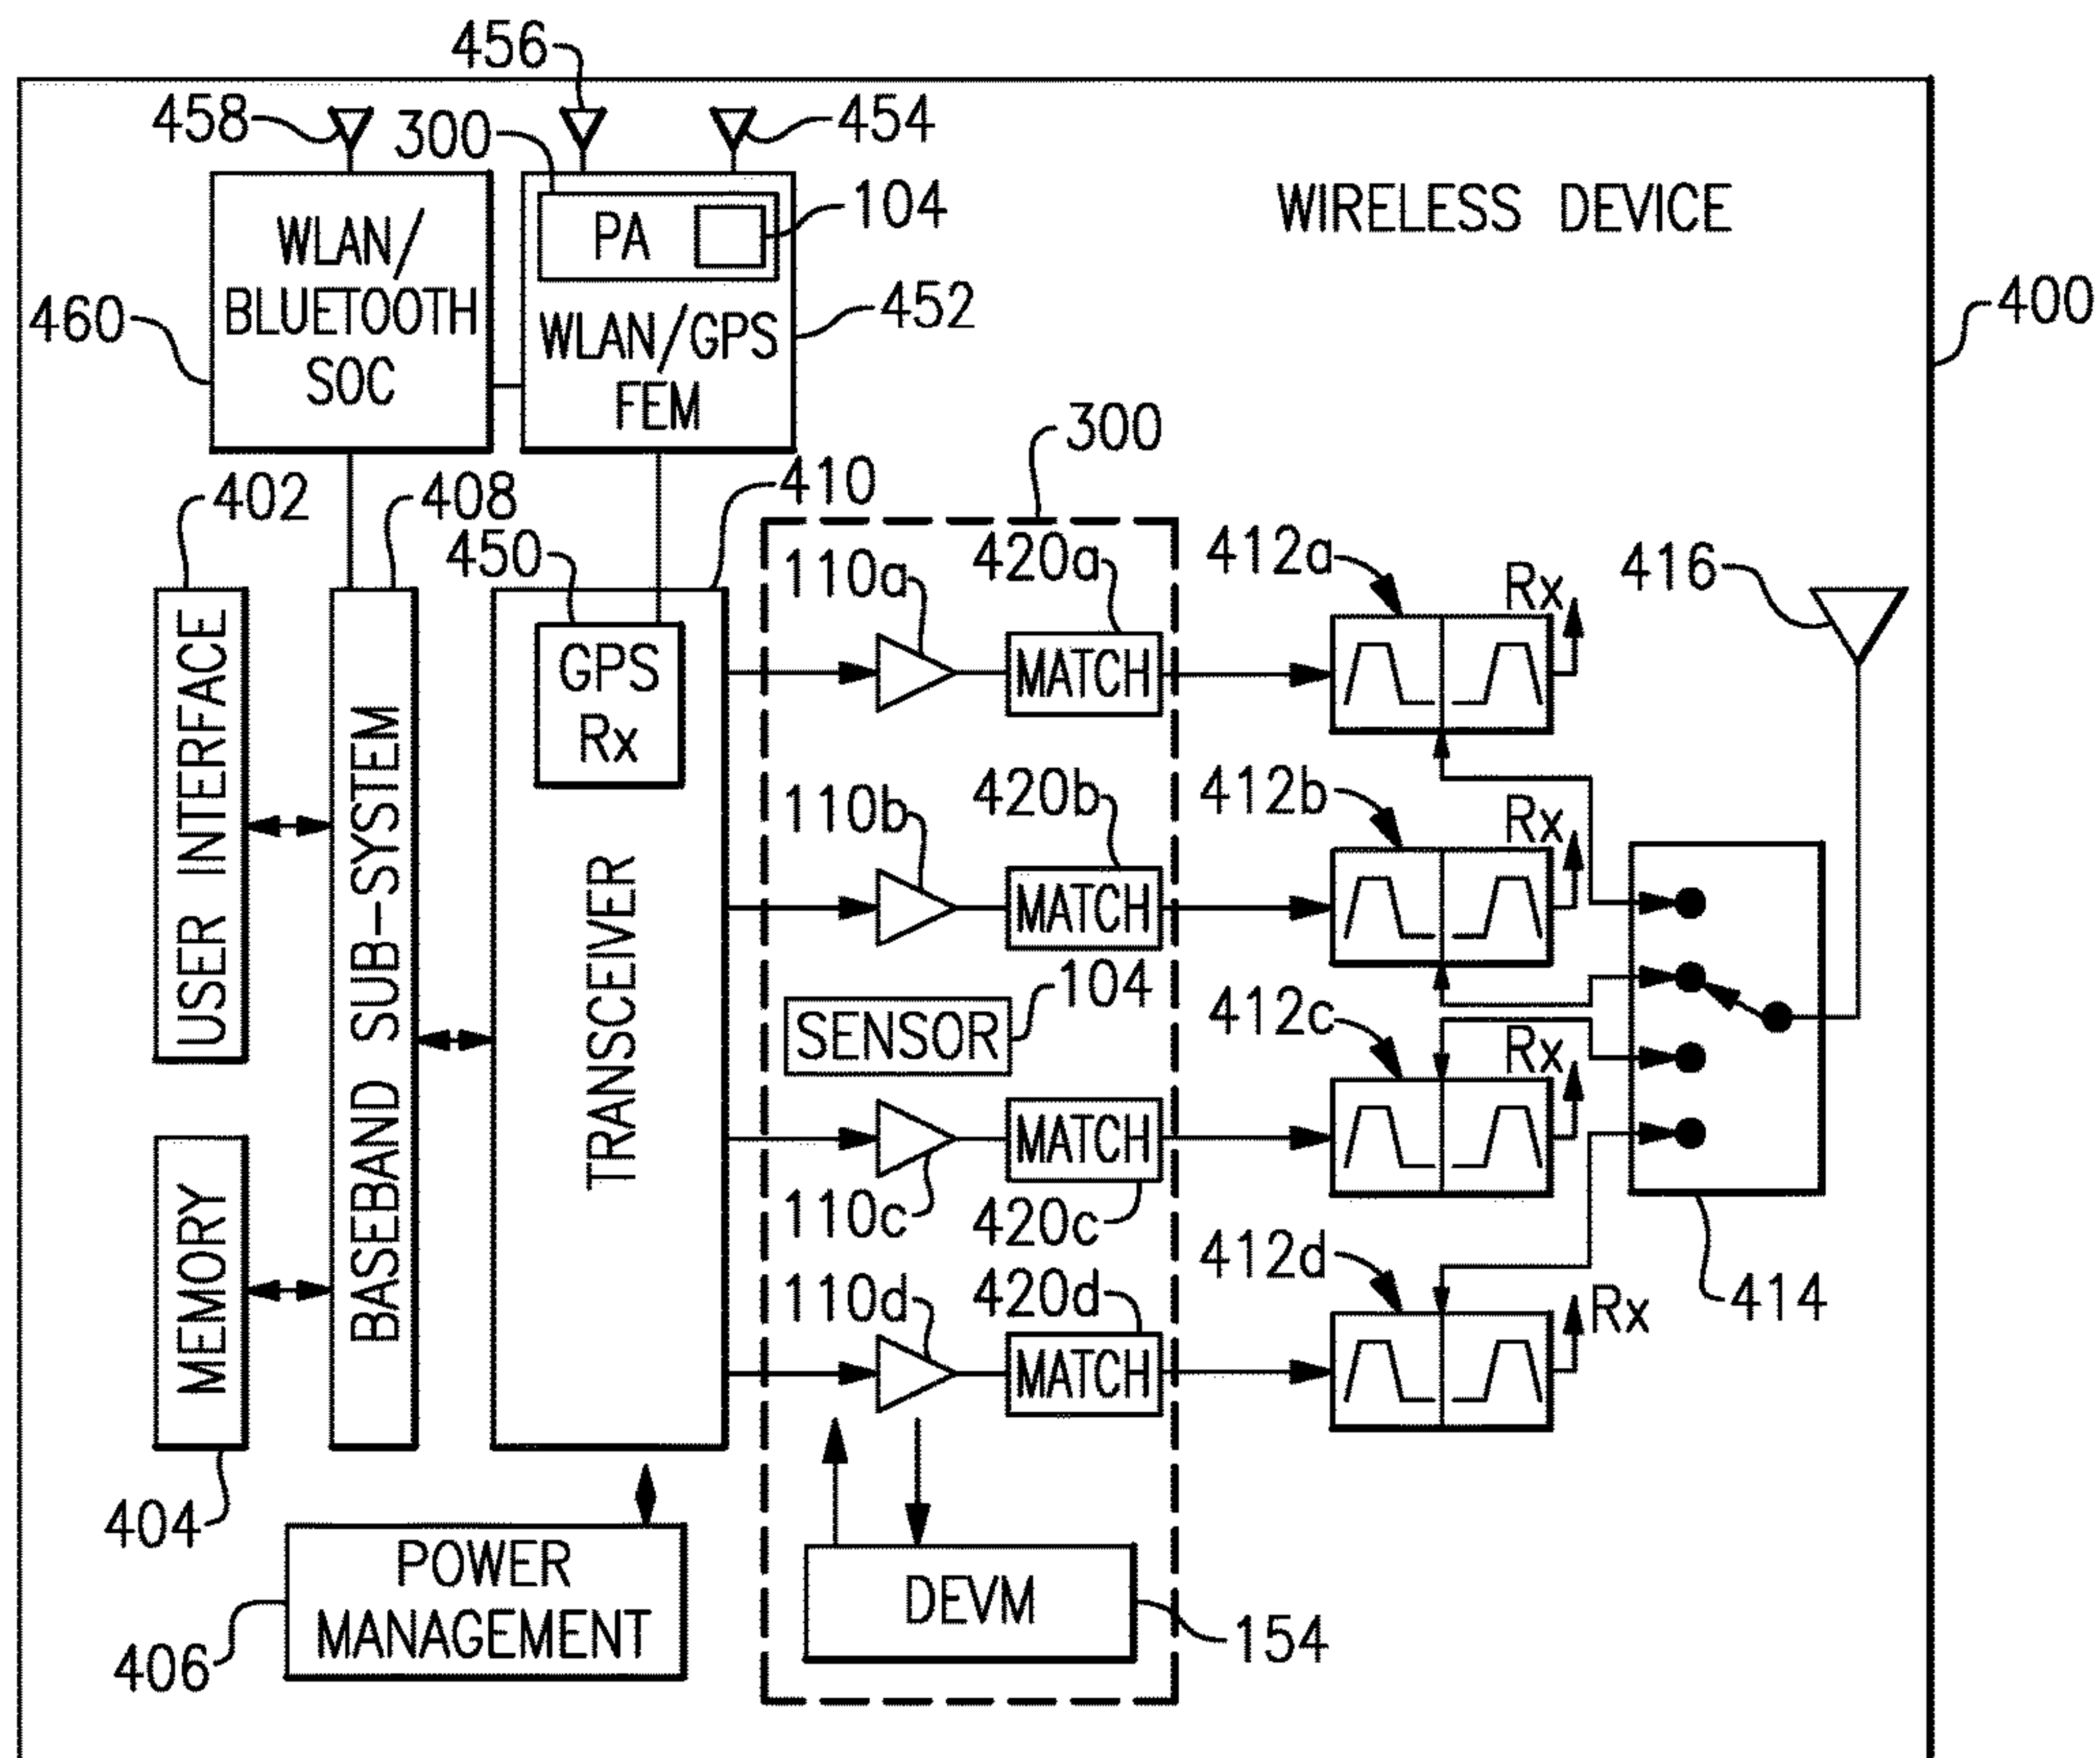 456
458
300
454
104
WIRELESS DEVICE
WLAN/
BLUETOOTH
SOC
PA
WLAN/GPS
FEM
460
452
400
300
402
408
410
450
110a
420a
412a
Rx
416
USER INTERFACE
BASEBAND SUB-SYSTEM
GPS
Rx
MATCH
110b
420b
412b
Rx
TRANSCEIVER
MATCH
SENSOR
104
412c
Rx
MATCH
110c
420c
MEMORY
110d
420d
412d
Rx
414
MATCH
404
POWER
MANAGEMENT
406
DEVM
154